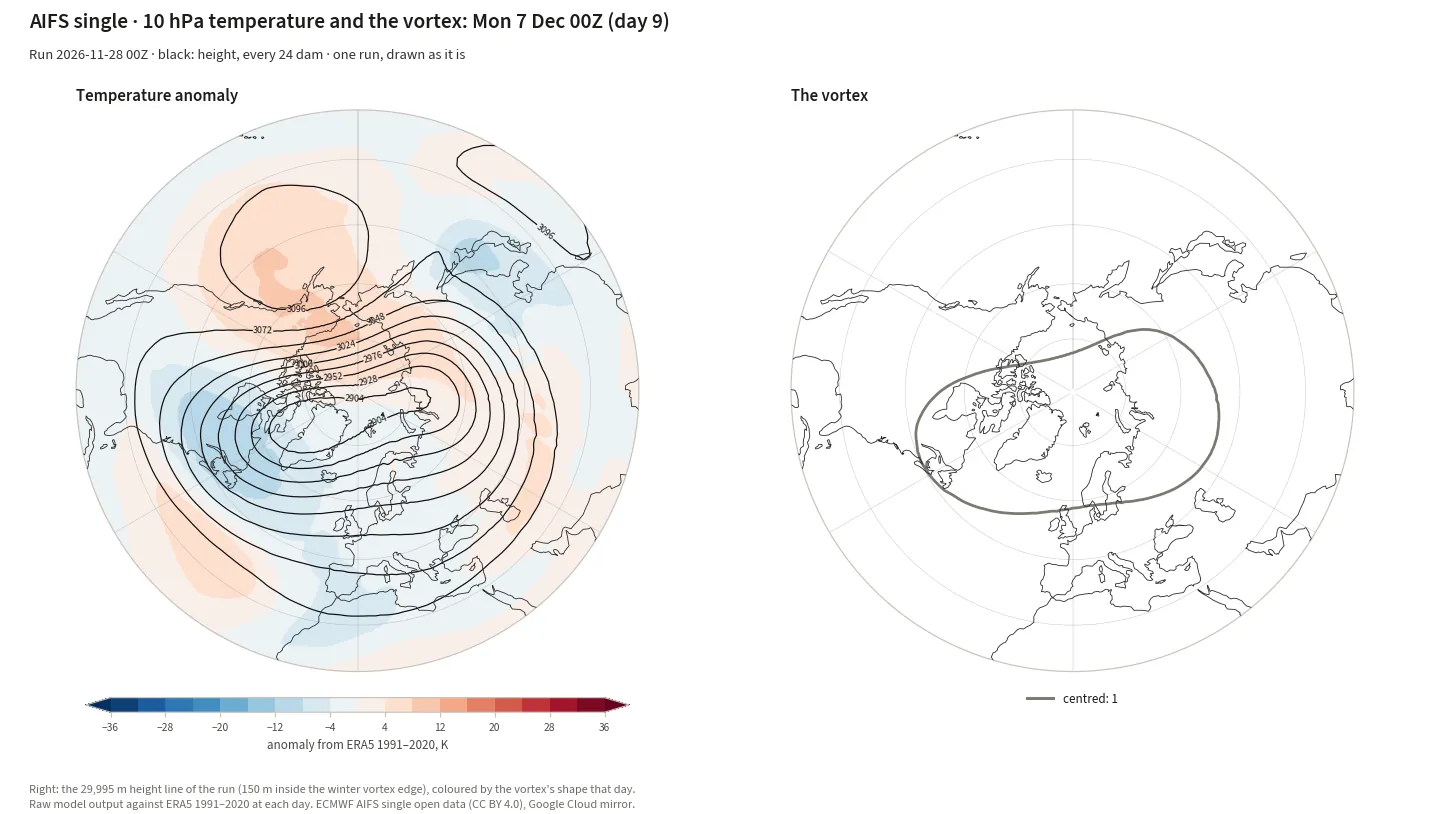 AIFS single · 10 hPa temperature and the vortex: Mon 7 Dec 00Z (day 9)
Run 2026-11-28 00Z · black: height, every 24 dam · one run, drawn as it is
Temperature anomaly
The vortex
3096
3096
3072
3048
3024
2976
2952
2928
2904
2904
−36 −28 −20 −12 −4 4 12 20 28 36
anomaly from ERA5 1991–2020, K
centred: 1
Right: the 29,995 m height line of the run (150 m inside the winter vortex edge), coloured by the vortex's shape that day.
Raw model output against ERA5 1991–2020 at each day. ECMWF AIFS single open data (CC BY 4.0), Google Cloud mirror.